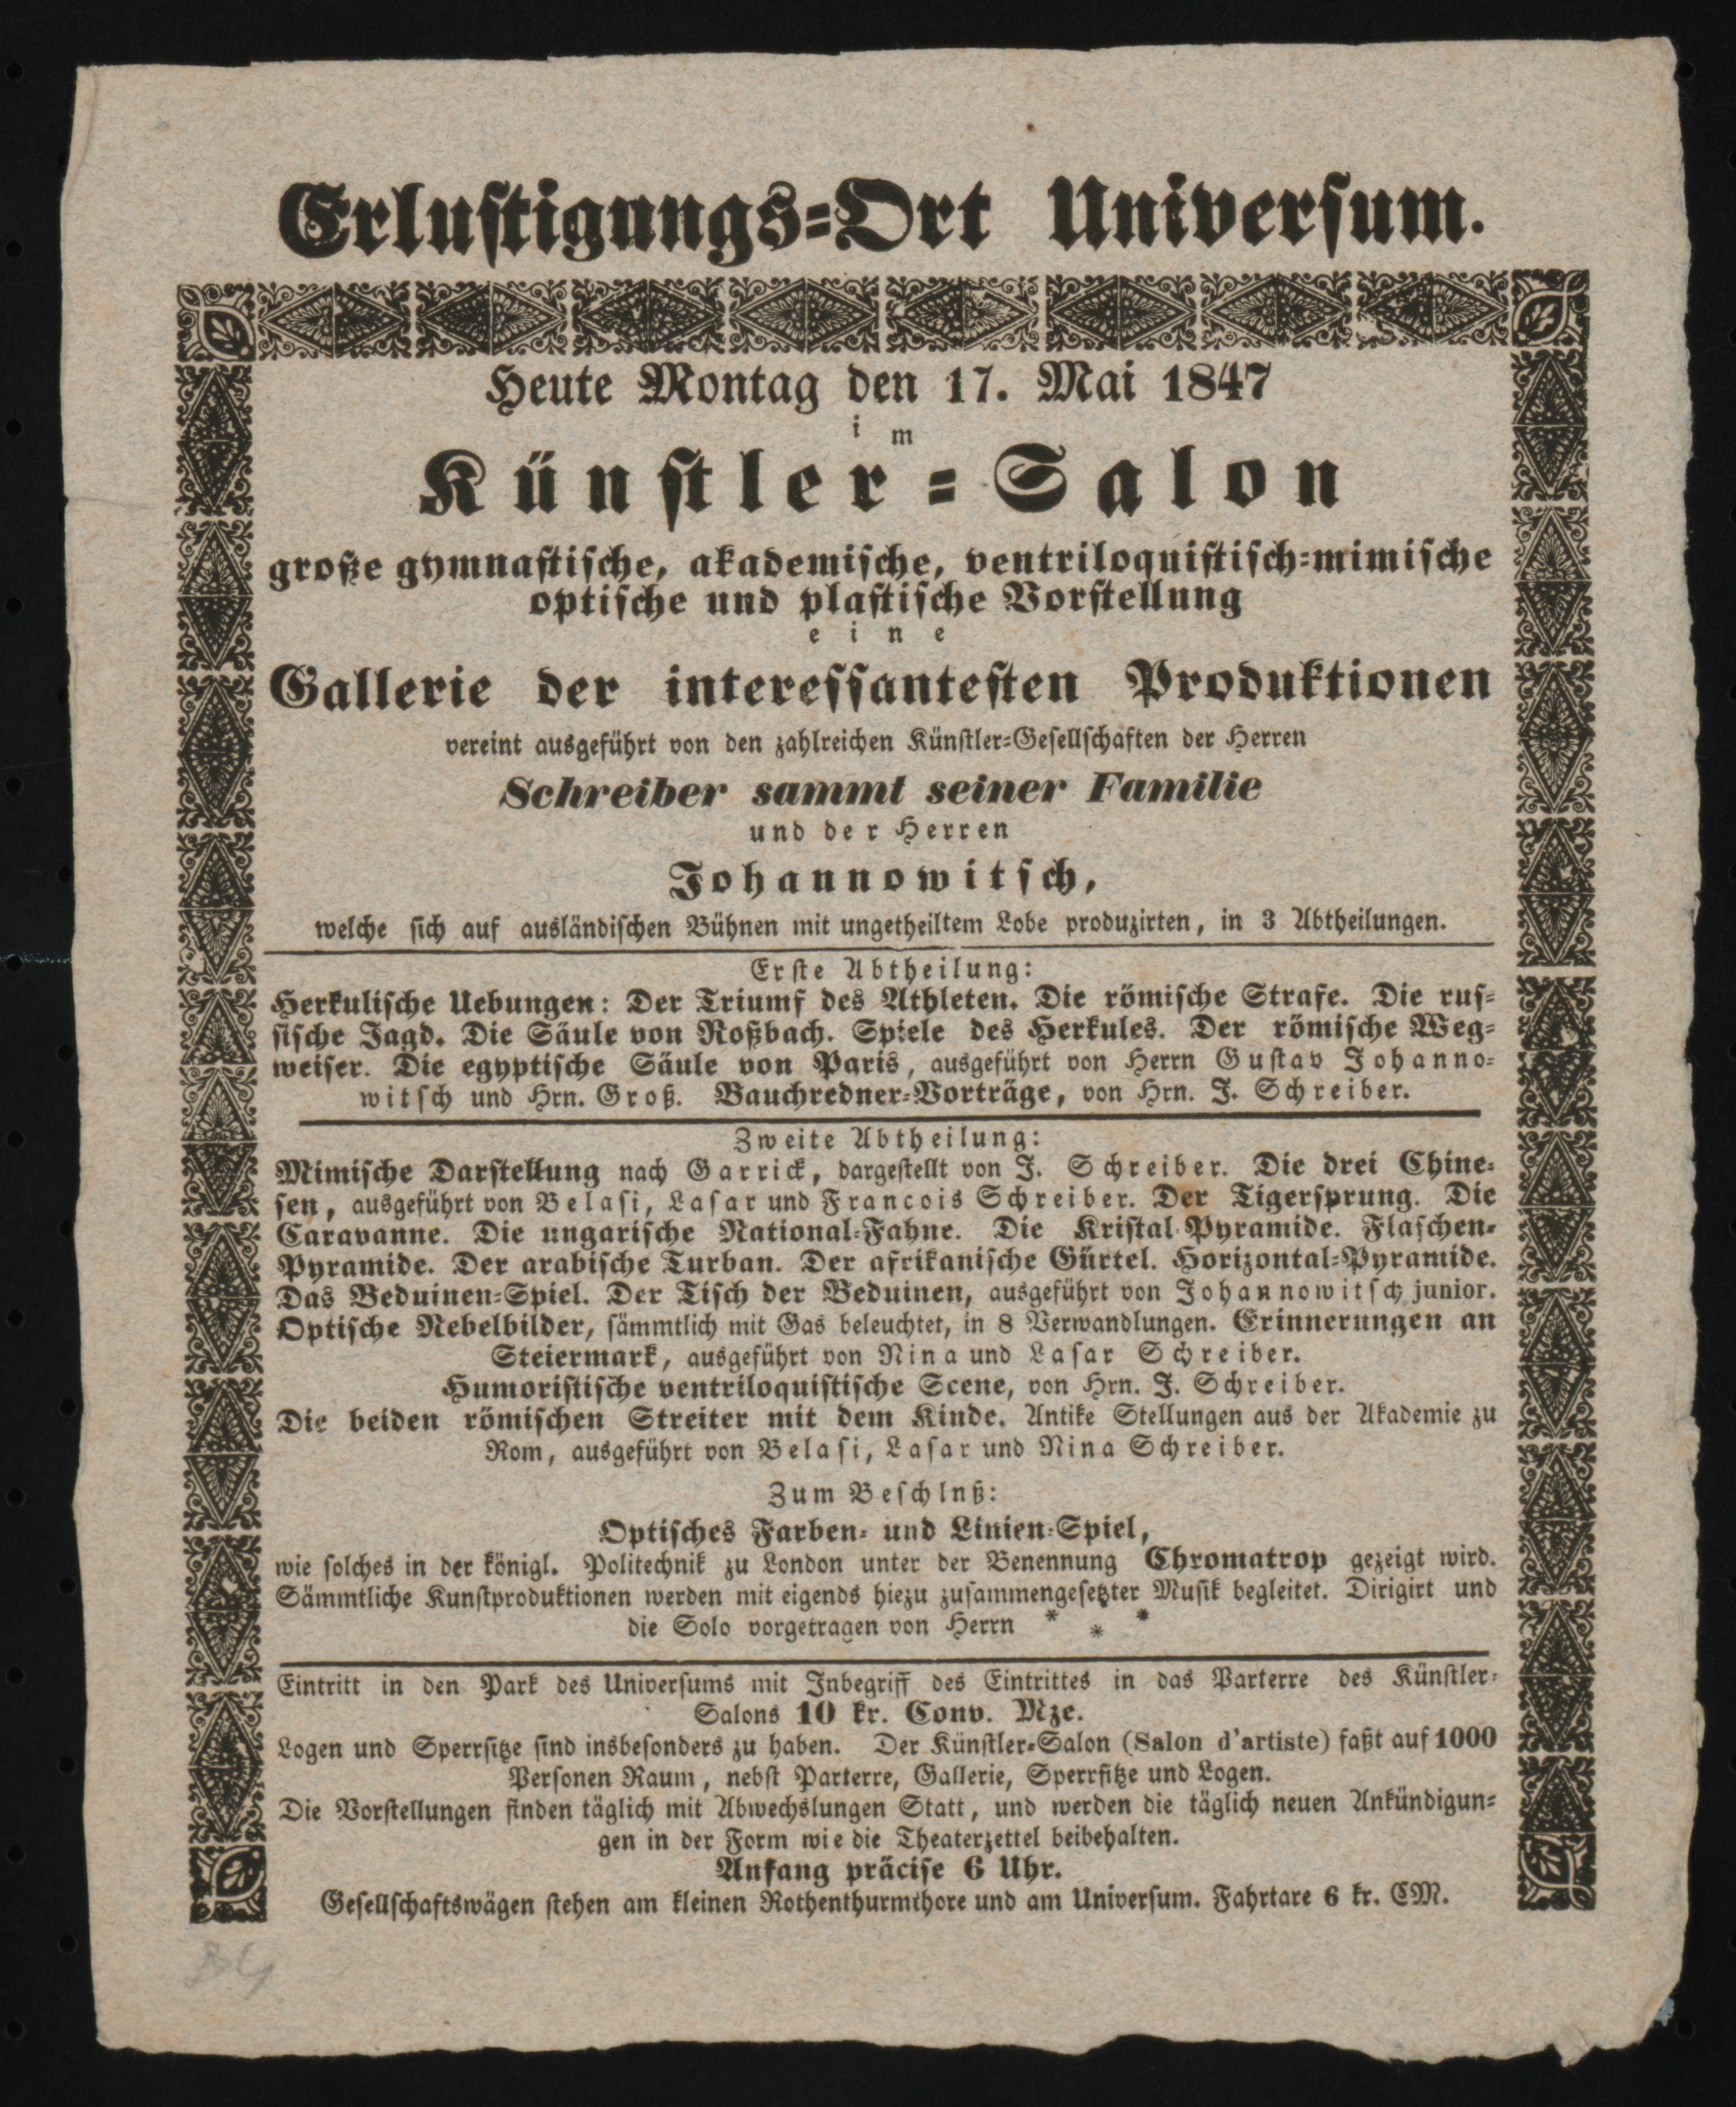 Erlustigungs-Ort Universum.
Heute Montag den 17. Mai 1847
im
Künstler-Salon
große gymnastische, akademische, ventriloquistisch-mimische
optische und plastische Vorstellung
eine
Gallerie der interessantesten Produktionen
vereint ausgeführt von den zahlreichen Künstler-Gesellschaften der Herren
Schreiber sammt seiner Familie
und der Herren
Johannowitsch,
welche sich auf ausländischen Bühnen mit ungetheiltem Lobe produzirten, in 3 Abtheilungen.
Erste Abtheilung:
Herkulische Uebungen: Der Triumf des Athleten. Die römische Strafe. Die rus-
sische Jagd. Die Säule von Roßbach. Spiele des Herkules. Der römische Weg-
weiser. Die egyptische Säule von Paris, ausgeführt von Herrn Gustav Johanno-
witsch und Hrn. Groß. Bauchredner-Vorträge, von Hrn. J. Schreiber.
Zweite Abtheilung:
Mimische Darstellung nach Garrick, dargestellt von J. Schreiber. Die drei Chine-
sen, ausgeführt von Belasi, Lasar und Francois Schreiber. Der Tigersprung. Die
Caravanne. Die ungarische National-Fahne. Die Kristal-Pyramide. Flaschen-
Pyramide. Der arabische Turban. Der afrikanische Gürtel. Horizontal-Pyramide.
Das Beduinen-Spiel. Der Tisch der Beduinen, ausgeführt von Johannowitsch junior.
Optische Nebelbilder, sämmtlich mit Gas beleuchtet, in 8 Verwandlungen. Erinnerungen an
Steiermark, ausgeführt von Nina und Lasar Schreiber.
Humoristische ventriloquistische Scene, von Hrn. J. Schreiber.
Die beiden römischen Streiter mit dem Kinde. Antike Stellungen aus der Akademie zu
Rom, ausgeführt von Belasi, Lasar und Nina Schreiber.
Zum Beschlnß:
Optisches Farben- und Linien-Spiel,
wie solches in der königl. Politechnik zu London unter der Benennung Chromatrop gezeigt wird.
Sämmtliche Kunstproduktionen werden mit eigends hiezu zusammengesetzter Musik begleitet. Dirigirt und
die Solo vorgetragen von Herrn * * *
Eintritt in den Park des Universums mit Inbegriff des Eintrittes in das Parterre des Künstler-
Salons 10 kr. Conv. Mze.
Logen und Sperrsitze sind insbesonders zu haben. Der Künstler-Salon (Salon d'artiste) faßt auf 1000
Personen Raum, nebst Parterre, Gallerie, Sperrsitze und Logen.
Die Vorstellungen finden täglich mit Abwechslungen Statt, und werden die täglich neuen Ankündigun-
gen in der Form wie die Theaterzettel beibehalten.
Anfang präcise 6 Uhr.
Gesellschaftswägen stehen am kleinen Rothenthurmthore und am Universum. Fahrtare 6 kr. CM.